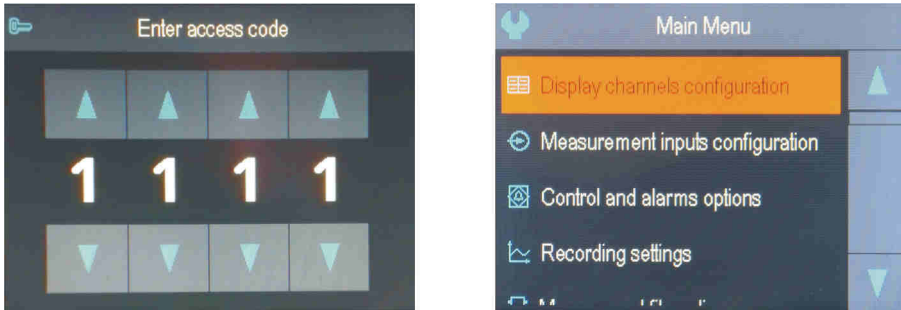 Enter access code
1 1 1 1
Main Menu
Display channels configuration
Measurement inputs configuration
Control and alarms options
Recording settings